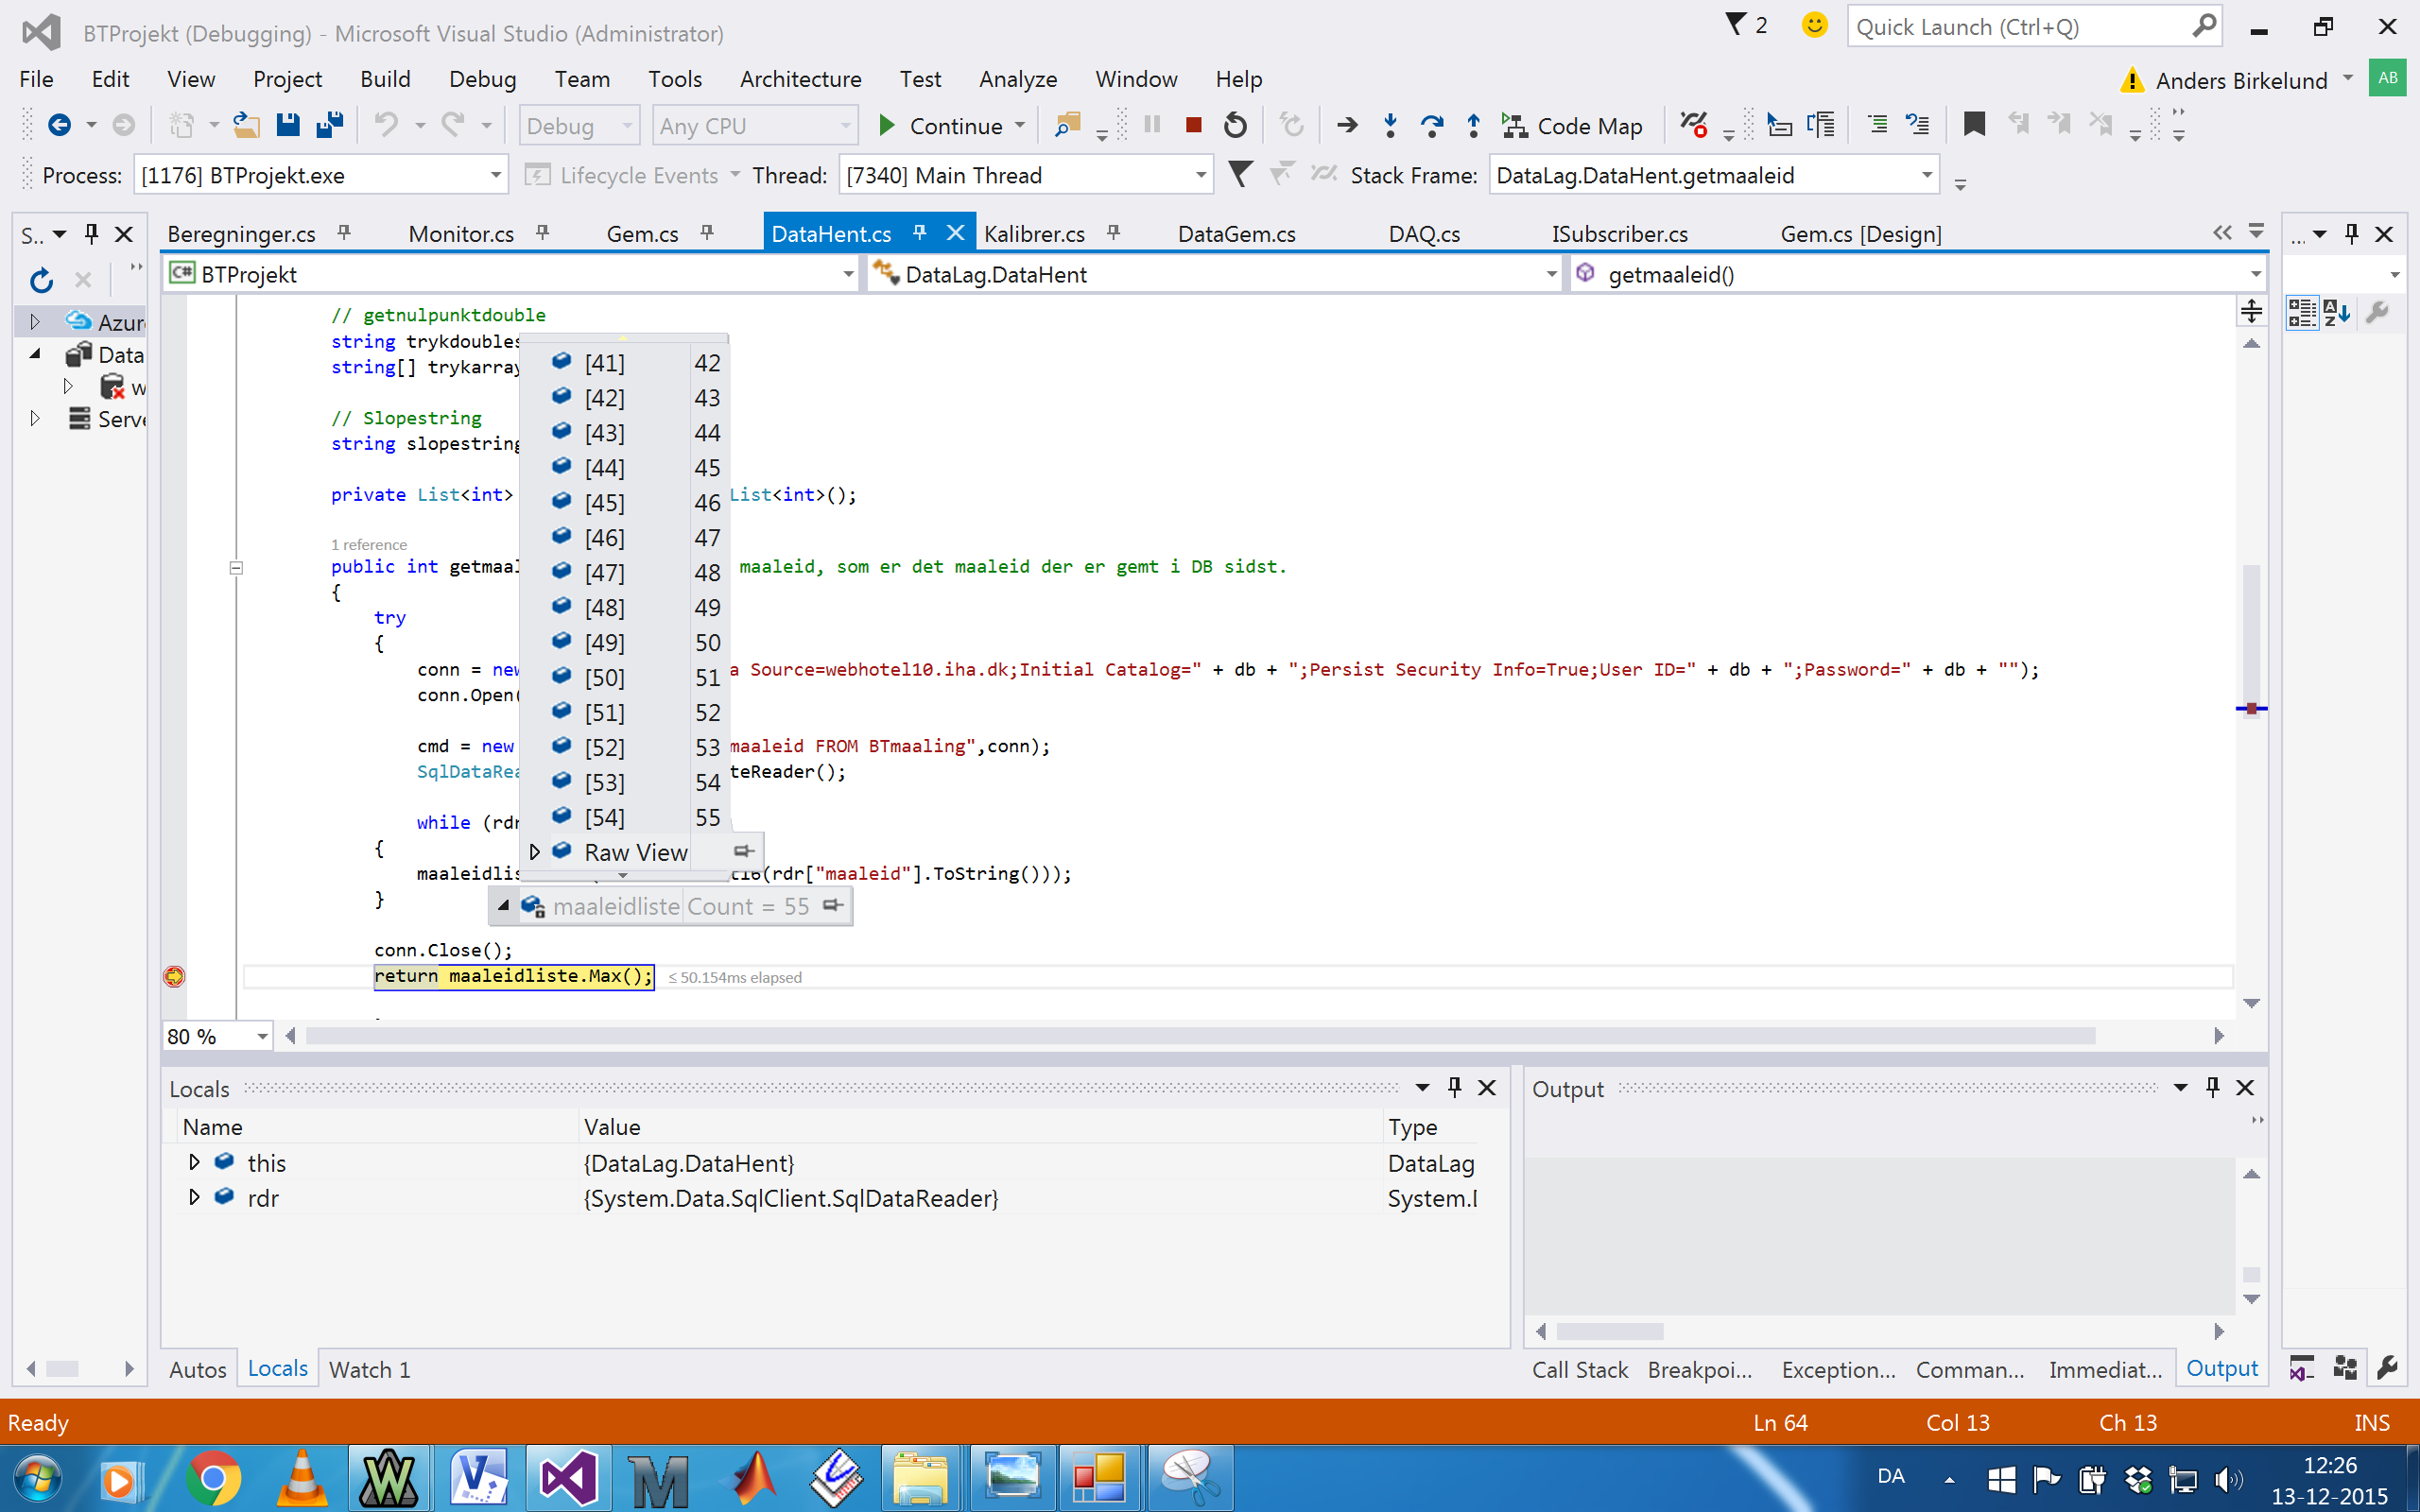 BTProjekt (Debugging) - Microsoft Visual Studio (Administrator)
2
Quick Launch (Ctrl+Q)
File Edit View Project Build Debug Team Tools Architecture Test Analyze Window Help
Anders Birkelund AB
Debug Any CPU Continue Code Map
Process: [1176] BTProjekt.exe Lifecycle Events Thread: [7340] Main Thread Stack Frame: DataLag.DataHent.getmaaleid
S.. Beregninger.cs Monitor.cs Gem.cs DataHent.cs Kalibrer.cs DataGem.cs DAQ.cs ISubscriber.cs Gem.cs [Design] ...
C# BTProjekt DataLag.DataHent getmaaleid()
Azur
Data
w
Serve
// getnulpunktdouble
string trykdoubles
string[] trykarray
// Slopestring
string slopestring
private List<int> List<int>();
1 reference
public int getmaal maaleid, som er det maaleid der er gemt i DB sidst.
{
try
{
conn = new a Source=webhotel10.iha.dk;Initial Catalog=" + db + ";Persist Security Info=True;User ID=" + db + ";Password=" + db + "");
conn.Open(
cmd = new maaleid FROM BTmaaling",conn);
SqlDataRea teReader();
while (rdr
{
maaleidlis t16(rdr["maaleid"].ToString()));
}
conn.Close();
return maaleidliste.Max(); ≤ 50.154ms elapsed
[41] 42
[42] 43
[43] 44
[44] 45
[45] 46
[46] 47
[47] 48
[48] 49
[49] 50
[50] 51
[51] 52
[52] 53
[53] 54
[54] 55
Raw View
maaleidliste Count = 55
80 %
Locals
Name Value Type
this {DataLag.DataHent} DataLag
rdr {System.Data.SqlClient.SqlDataReader} System.D
Autos Locals Watch 1
Output
Call Stack Breakpoi... Exception... Comman... Immediat... Output
Ready Ln 64 Col 13 Ch 13 INS
DA
12:26
13-12-2015